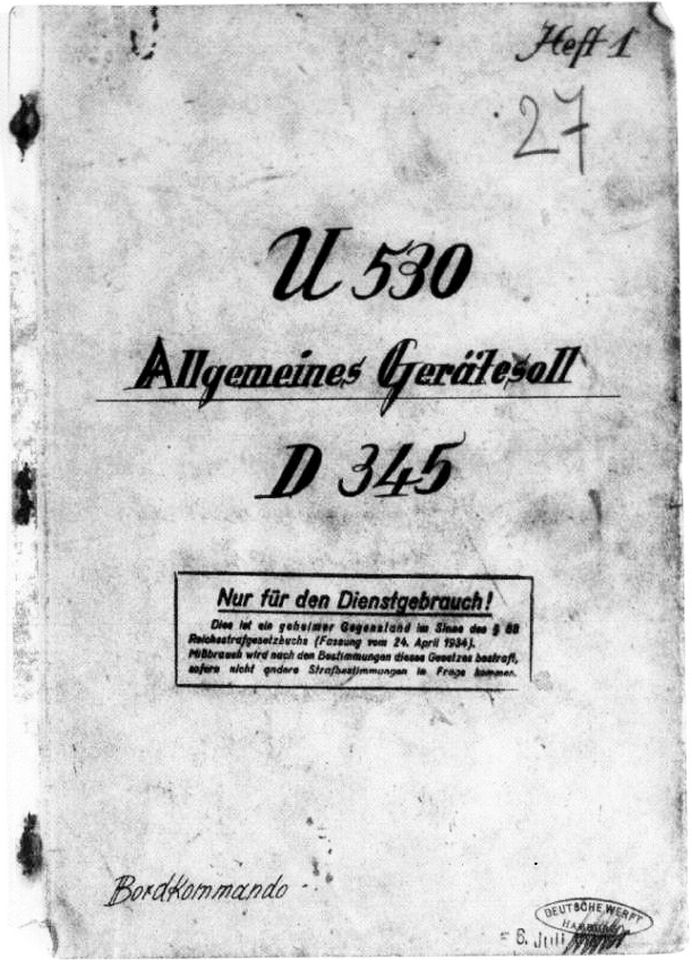 Heft 1
27
U 530
Allgemeines Gerätesoll
D 345
Nur für den Dienstgebrauch!
Dies ist ein geheimer Gegenstand im Sinne des § 88
Reichsstrafgesetzbuchs (Fassung vom 24. April 1934).
Mißbrauch wird nach den Bestimmungen dieses Gesetzes bestraft,
sofern nicht andere Strafbestimmungen in Frage kommen.
Bordkommando
DEUTSCHE WERFT
HAMBURG
6. Juli